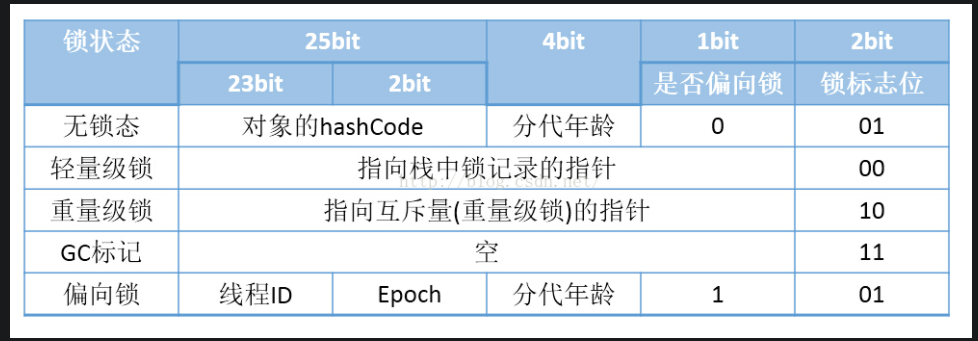 锁状态 25bit 4bit 1bit 2bit
23bit 2bit 是否偏向锁 锁标志位
无锁态 对象的hashCode 分代年龄 0 01
轻量级锁 指向栈中锁记录的指针 00
http://blog.csdn.net/
重量级锁 指向互斥量(重量级锁)的指针 10
GC标记 空 11
偏向锁 线程ID Epoch 分代年龄 1 01